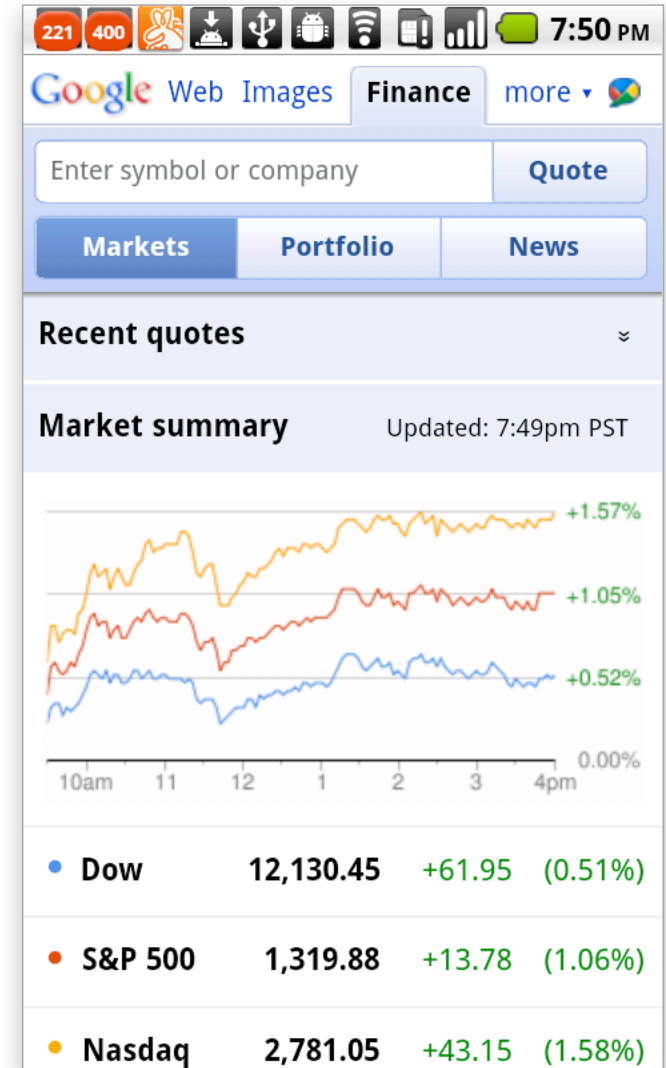 221 400 7:50 PM
Google Web Images Finance more ▾
Enter symbol or company Quote
Markets Portfolio News
Recent quotes
Market summary Updated: 7:49pm PST
+1.57%
+1.05%
+0.52%
0.00%
10am 11 12 1 2 3 4pm
Dow 12,130.45 +61.95 (0.51%)
S&P 500 1,319.88 +13.78 (1.06%)
Nasdaq 2,781.05 +43.15 (1.58%)